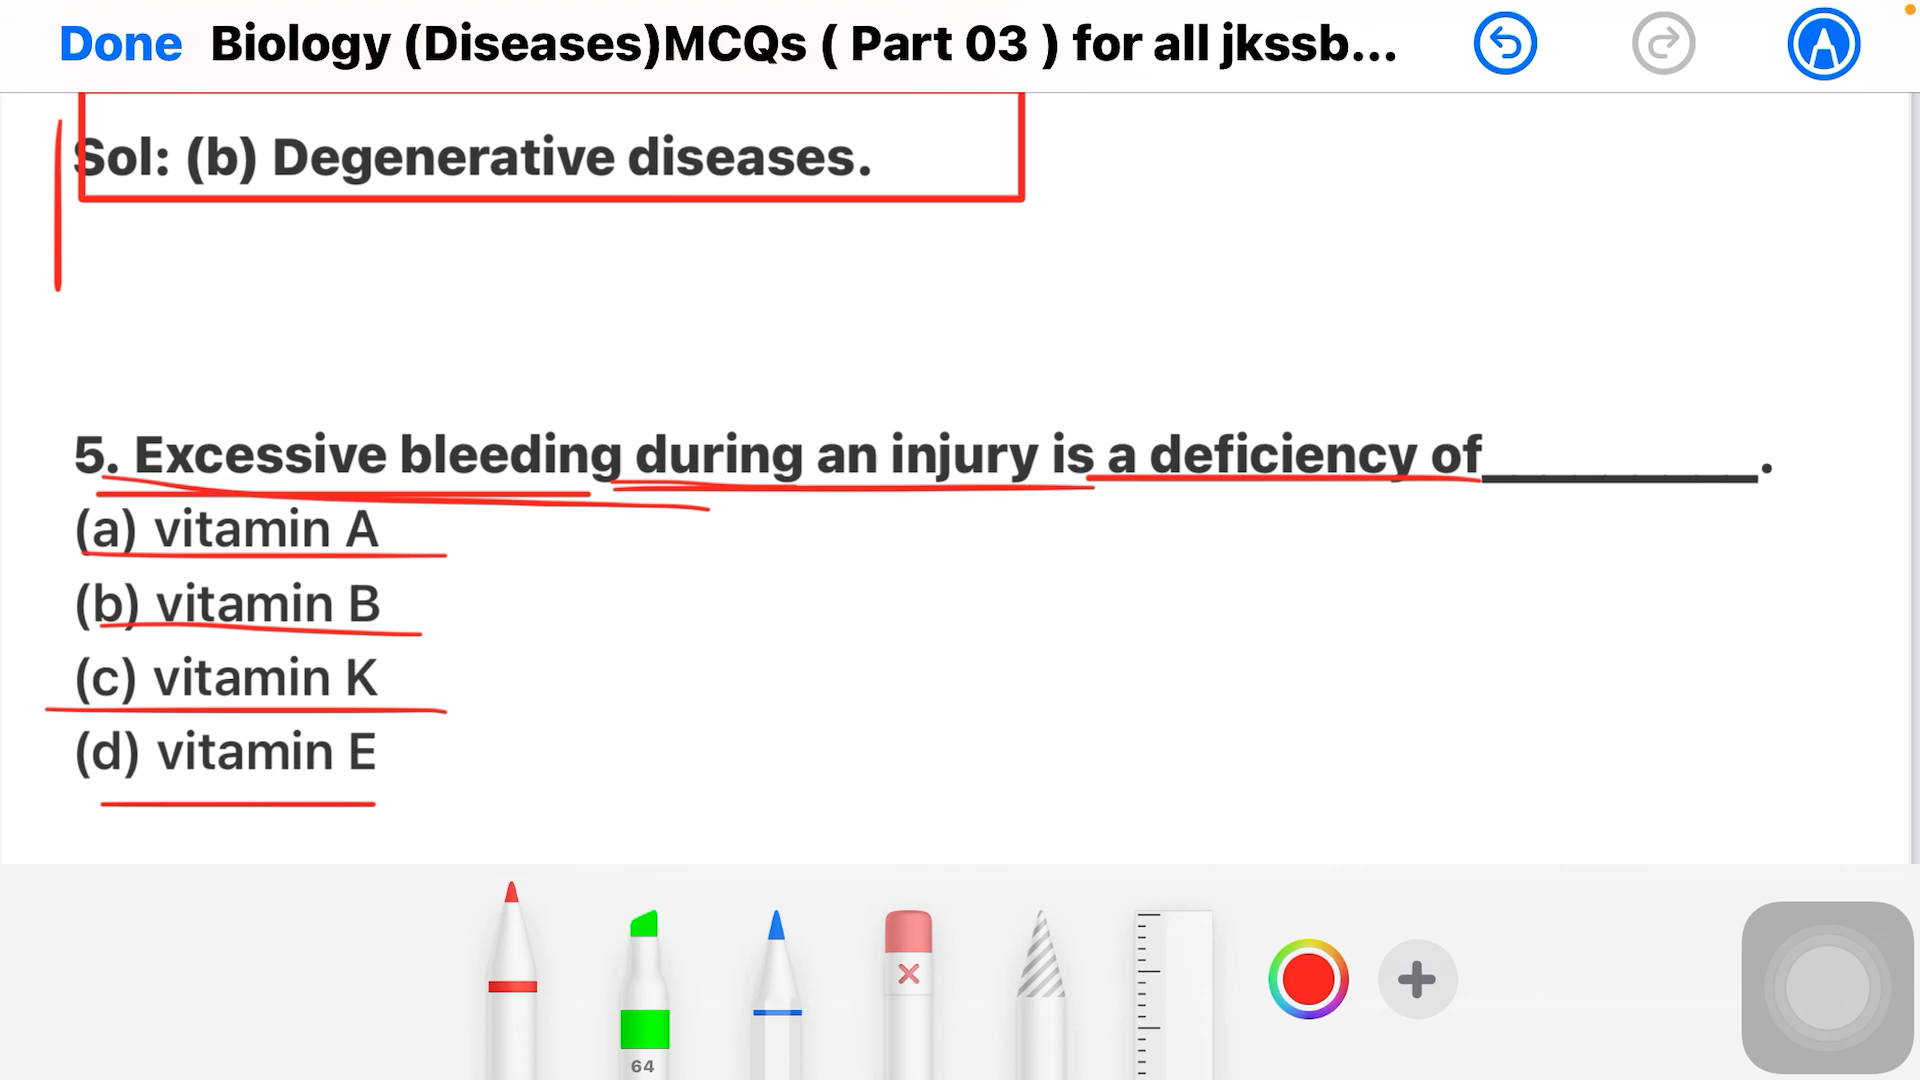 Done Biology (Diseases)MCQs ( Part 03 ) for all jkssb...
Sol: (b) Degenerative diseases.
5. Excessive bleeding during an injury is a deficiency of__________.
(a) vitamin A
(b) vitamin B
(c) vitamin K
(d) vitamin E
64